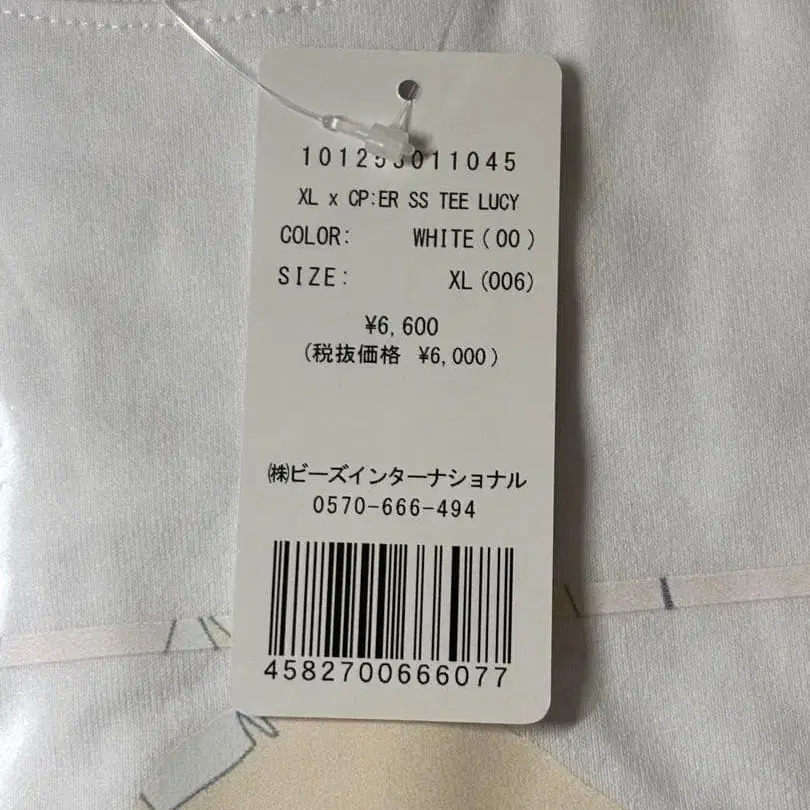 101253011045
XL x CP:ER SS TEE LUCY
COLOR: WHITE(00)
SIZE: XL(006)
¥6,600
(税抜価格 ¥6,000)
㈱ビーズインターナショナル
0570-666-494
4582700666077